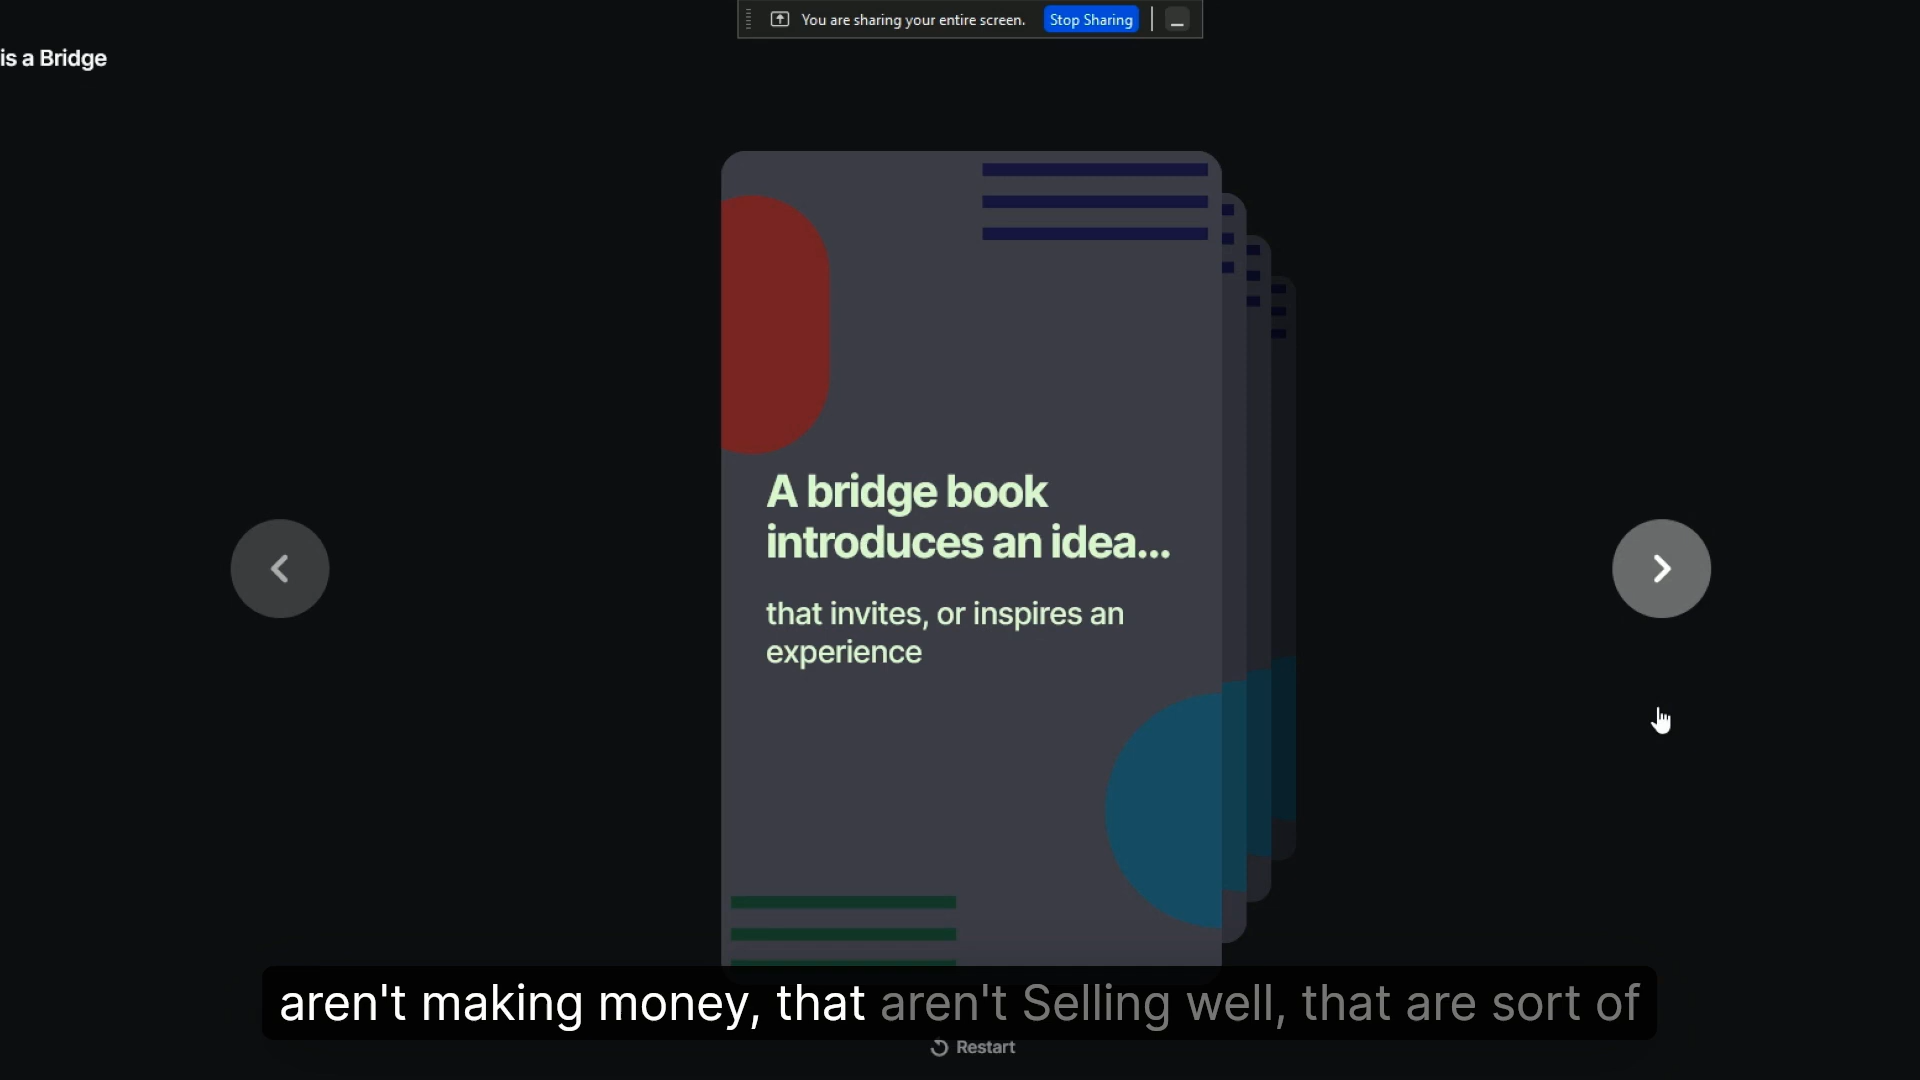 You are sharing your entire screen. Stop Sharing
is a Bridge
A bridge book
introduces an idea...
that invites, or inspires an
experience
aren't making money, that aren't Selling well, that are sort of
Restart